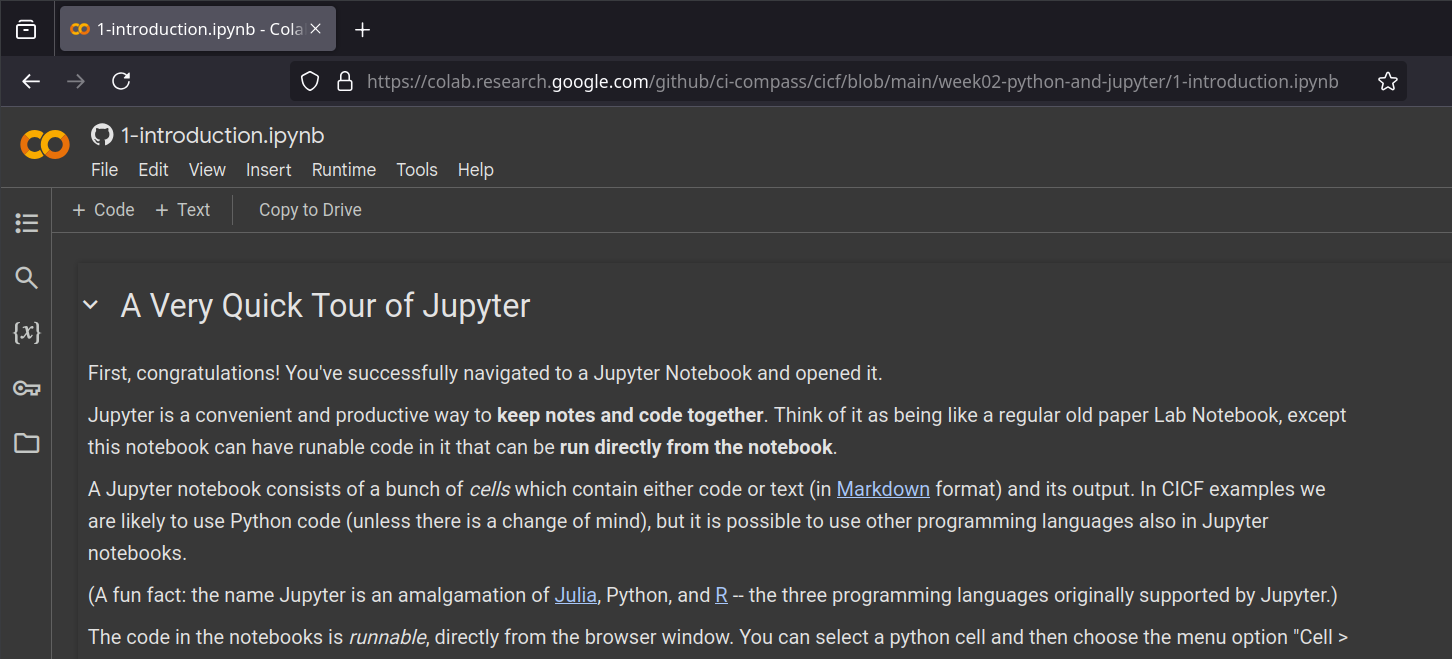 1-introduction.ipynb - Cola
https://colab.research.google.com/github/ci-compass/cicf/blob/main/week02-python-and-jupyter/1-introduction.ipynb
1-introduction.ipynb
File Edit View Insert Runtime Tools Help
+ Code + Text Copy to Drive
{x}
A Very Quick Tour of Jupyter
First, congratulations! You've successfully navigated to a Jupyter Notebook and opened it.
Jupyter is a convenient and productive way to keep notes and code together. Think of it as being like a regular old paper Lab Notebook, except
this notebook can have runable code in it that can be run directly from the notebook.
A Jupyter notebook consists of a bunch of cells which contain either code or text (in Markdown format) and its output. In CICF examples we
are likely to use Python code (unless there is a change of mind), but it is possible to use other programming languages also in Jupyter
notebooks.
(A fun fact: the name Jupyter is an amalgamation of Julia, Python, and R -- the three programming languages originally supported by Jupyter.)
The code in the notebooks is runnable, directly from the browser window. You can select a python cell and then choose the menu option "Cell >